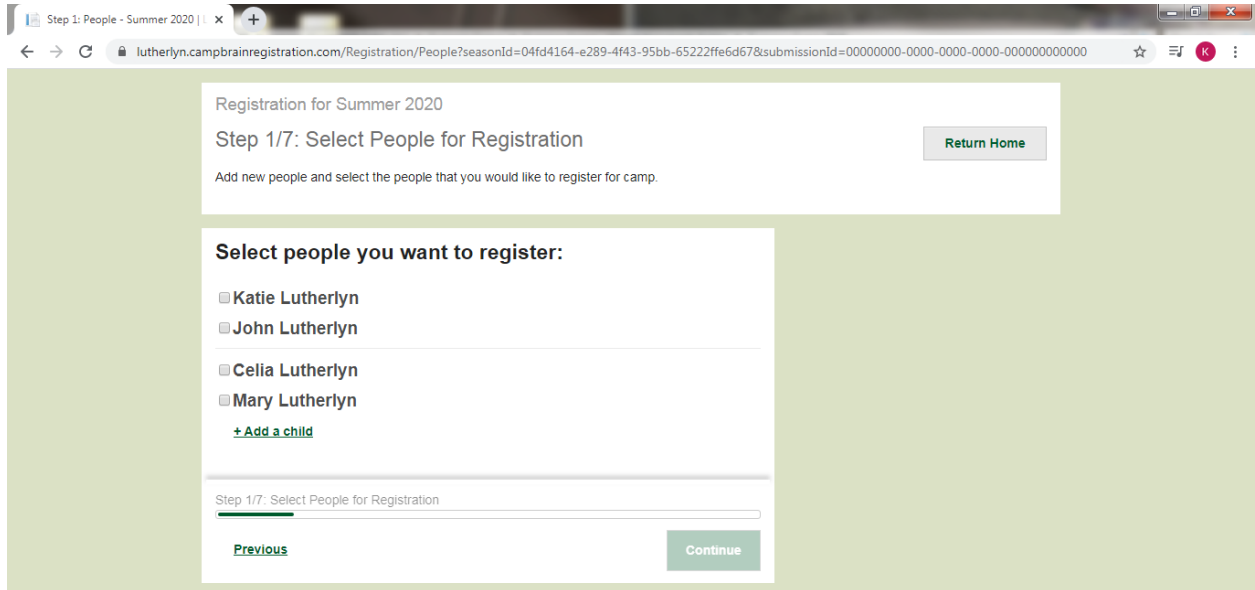 Step 1: People - Summer 2020 |
lutherlyn.campbrainregistration.com/Registration/People?seasonId=04fd4164-e289-4f43-95bb-65222ffe6d67&submissionId=00000000-0000-0000-0000-000000000000
K
Registration for Summer 2020
Step 1/7: Select People for Registration
Return Home
Add new people and select the people that you would like to register for camp.
Select people you want to register:
Katie Lutherlyn
John Lutherlyn
Celia Lutherlyn
Mary Lutherlyn
+ Add a child
Step 1/7: Select People for Registration
Previous
Continue